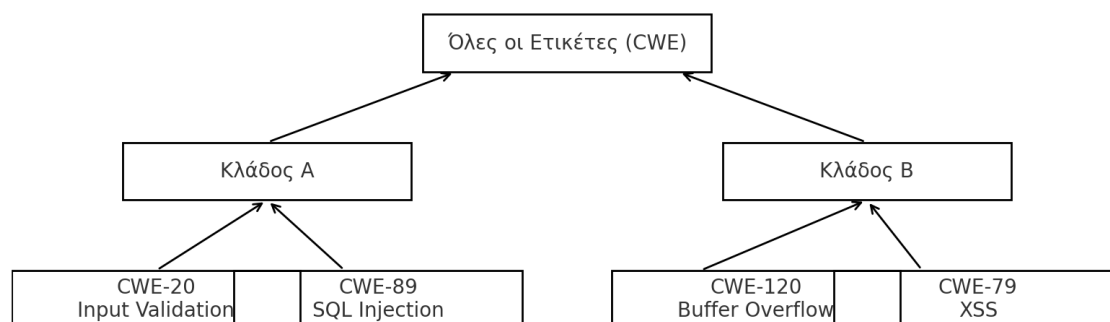 Όλες οι Ετικέτες (CWE)
Κλάδος Α
Κλάδος Β
CWE-20
Input Validation
CWE-89
SQL Injection
CWE-120
Buffer Overflow
CWE-79
XSS